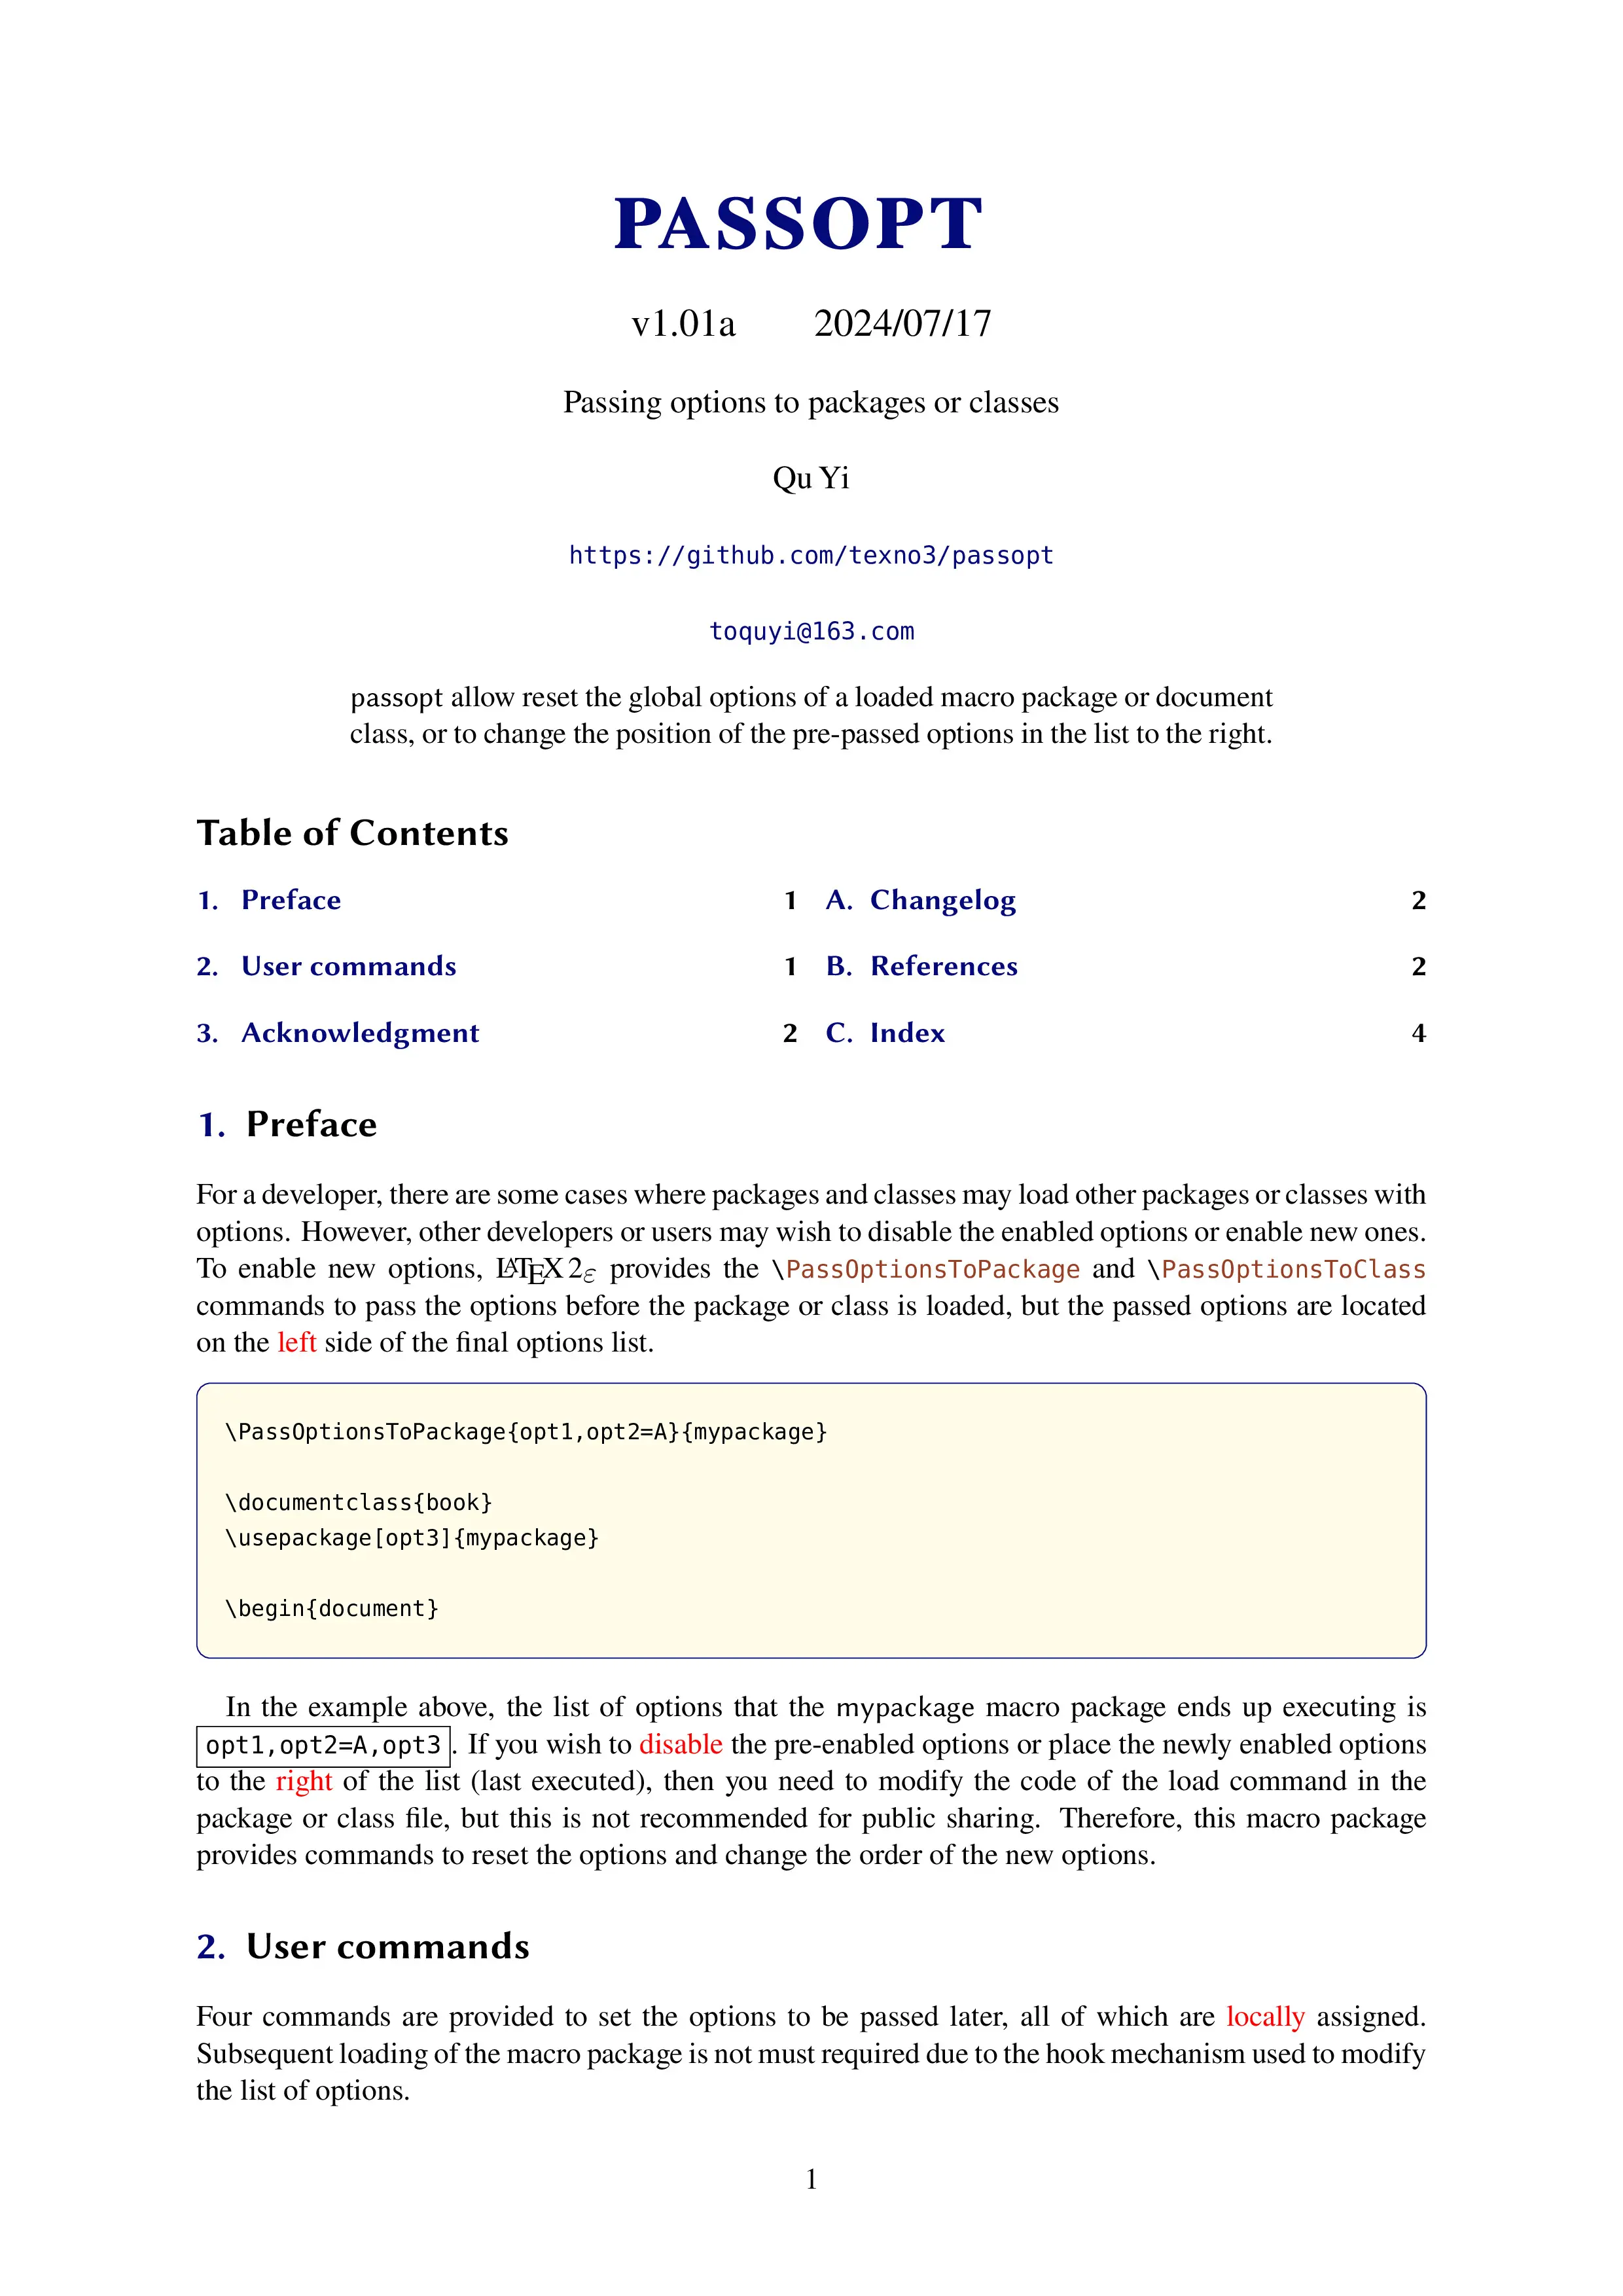 PASSOPT
v1.01a 2024/07/17
Passing options to packages or classes
Qu Yi
https://github.com/texno3/passopt
toquyi@163.com
passopt allow reset the global options of a loaded macro package or document
class, or to change the position of the pre-passed options in the list to the right.
Table of Contents
1. Preface 1
2. User commands 1
3. Acknowledgment 2
A. Changelog 2
B. References 2
C. Index 4
1. Preface
For a developer, there are some cases where packages and classes may load other packages or classes with
options. However, other developers or users may wish to disable the enabled options or enable new ones.
To enable new options, LATEX 2ε provides the \PassOptionsToPackage and \PassOptionsToClass
commands to pass the options before the package or class is loaded, but the passed options are located
on the left side of the final options list.
\PassOptionsToPackage{opt1,opt2=A}{mypackage}
\documentclass{book}
\usepackage[opt3]{mypackage}
\begin{document}
In the example above, the list of options that the mypackage macro package ends up executing is
opt1,opt2=A,opt3. If you wish to disable the pre-enabled options or place the newly enabled options
to the right of the list (last executed), then you need to modify the code of the load command in the
package or class file, but this is not recommended for public sharing. Therefore, this macro package
provides commands to reset the options and change the order of the new options.
2. User commands
Four commands are provided to set the options to be passed later, all of which are locally assigned.
Subsequent loading of the macro package is not must required due to the hook mechanism used to modify
the list of options.
1